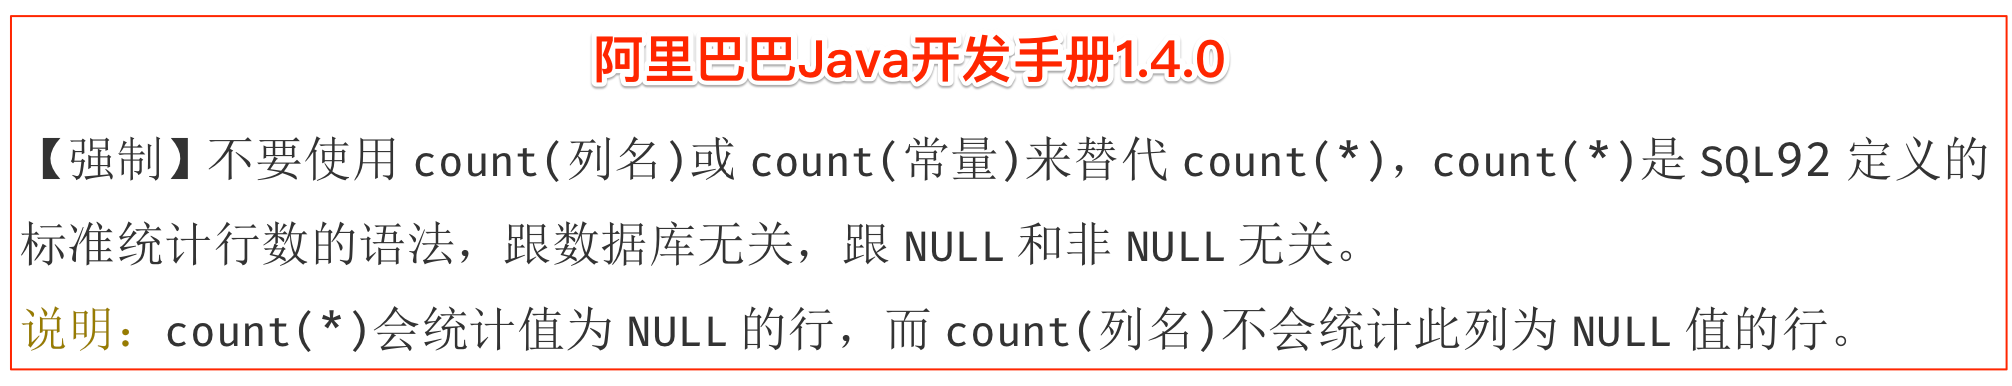 阿里巴巴Java开发手册1.4.0
【强制】不要使用 count(列名)或 count(常量)来替代 count(*)，count(*)是 SQL92 定义的
标准统计行数的语法，跟数据库无关，跟 NULL 和非 NULL 无关。
说明：count(*)会统计值为 NULL 的行，而 count(列名)不会统计此列为 NULL 值的行。